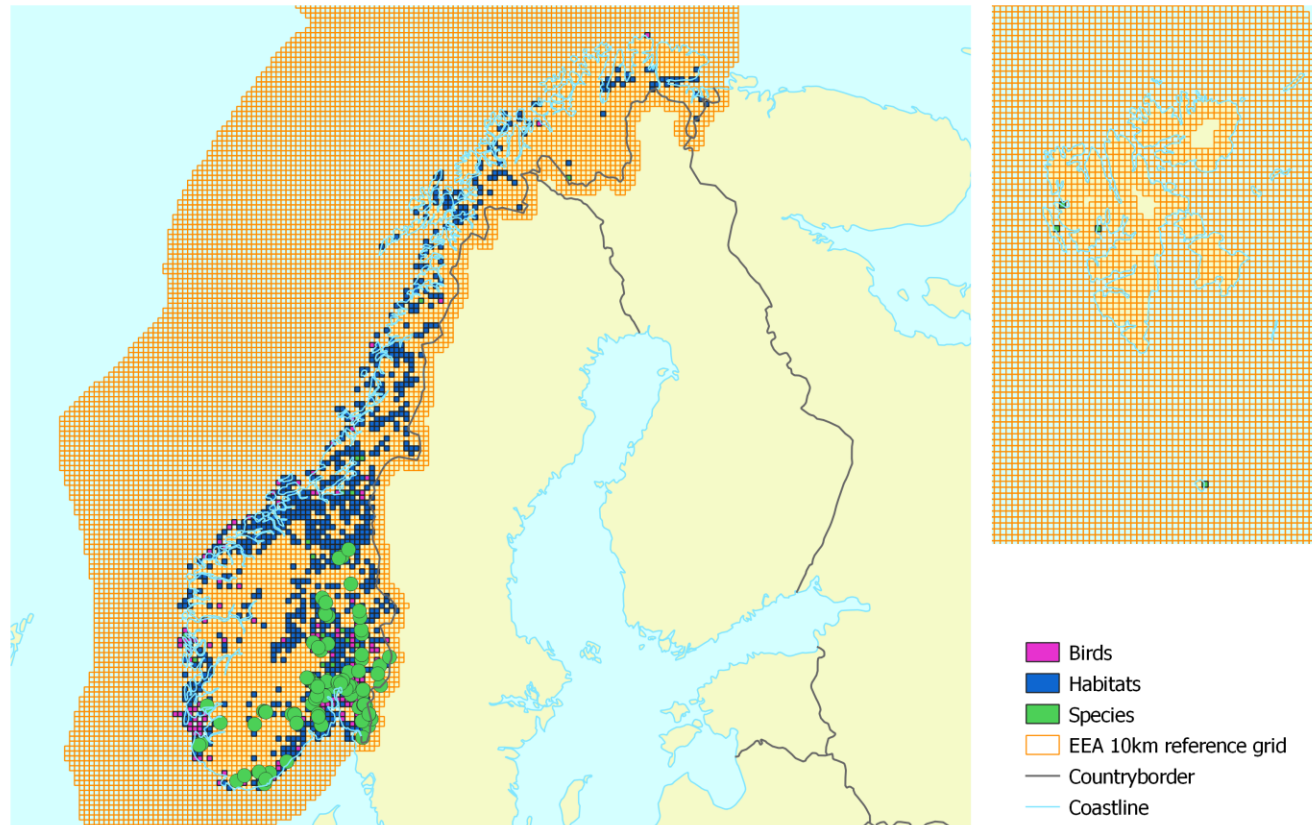 Birds
Habitats
Species
EEA 10km reference grid
Countryborder
Coastline